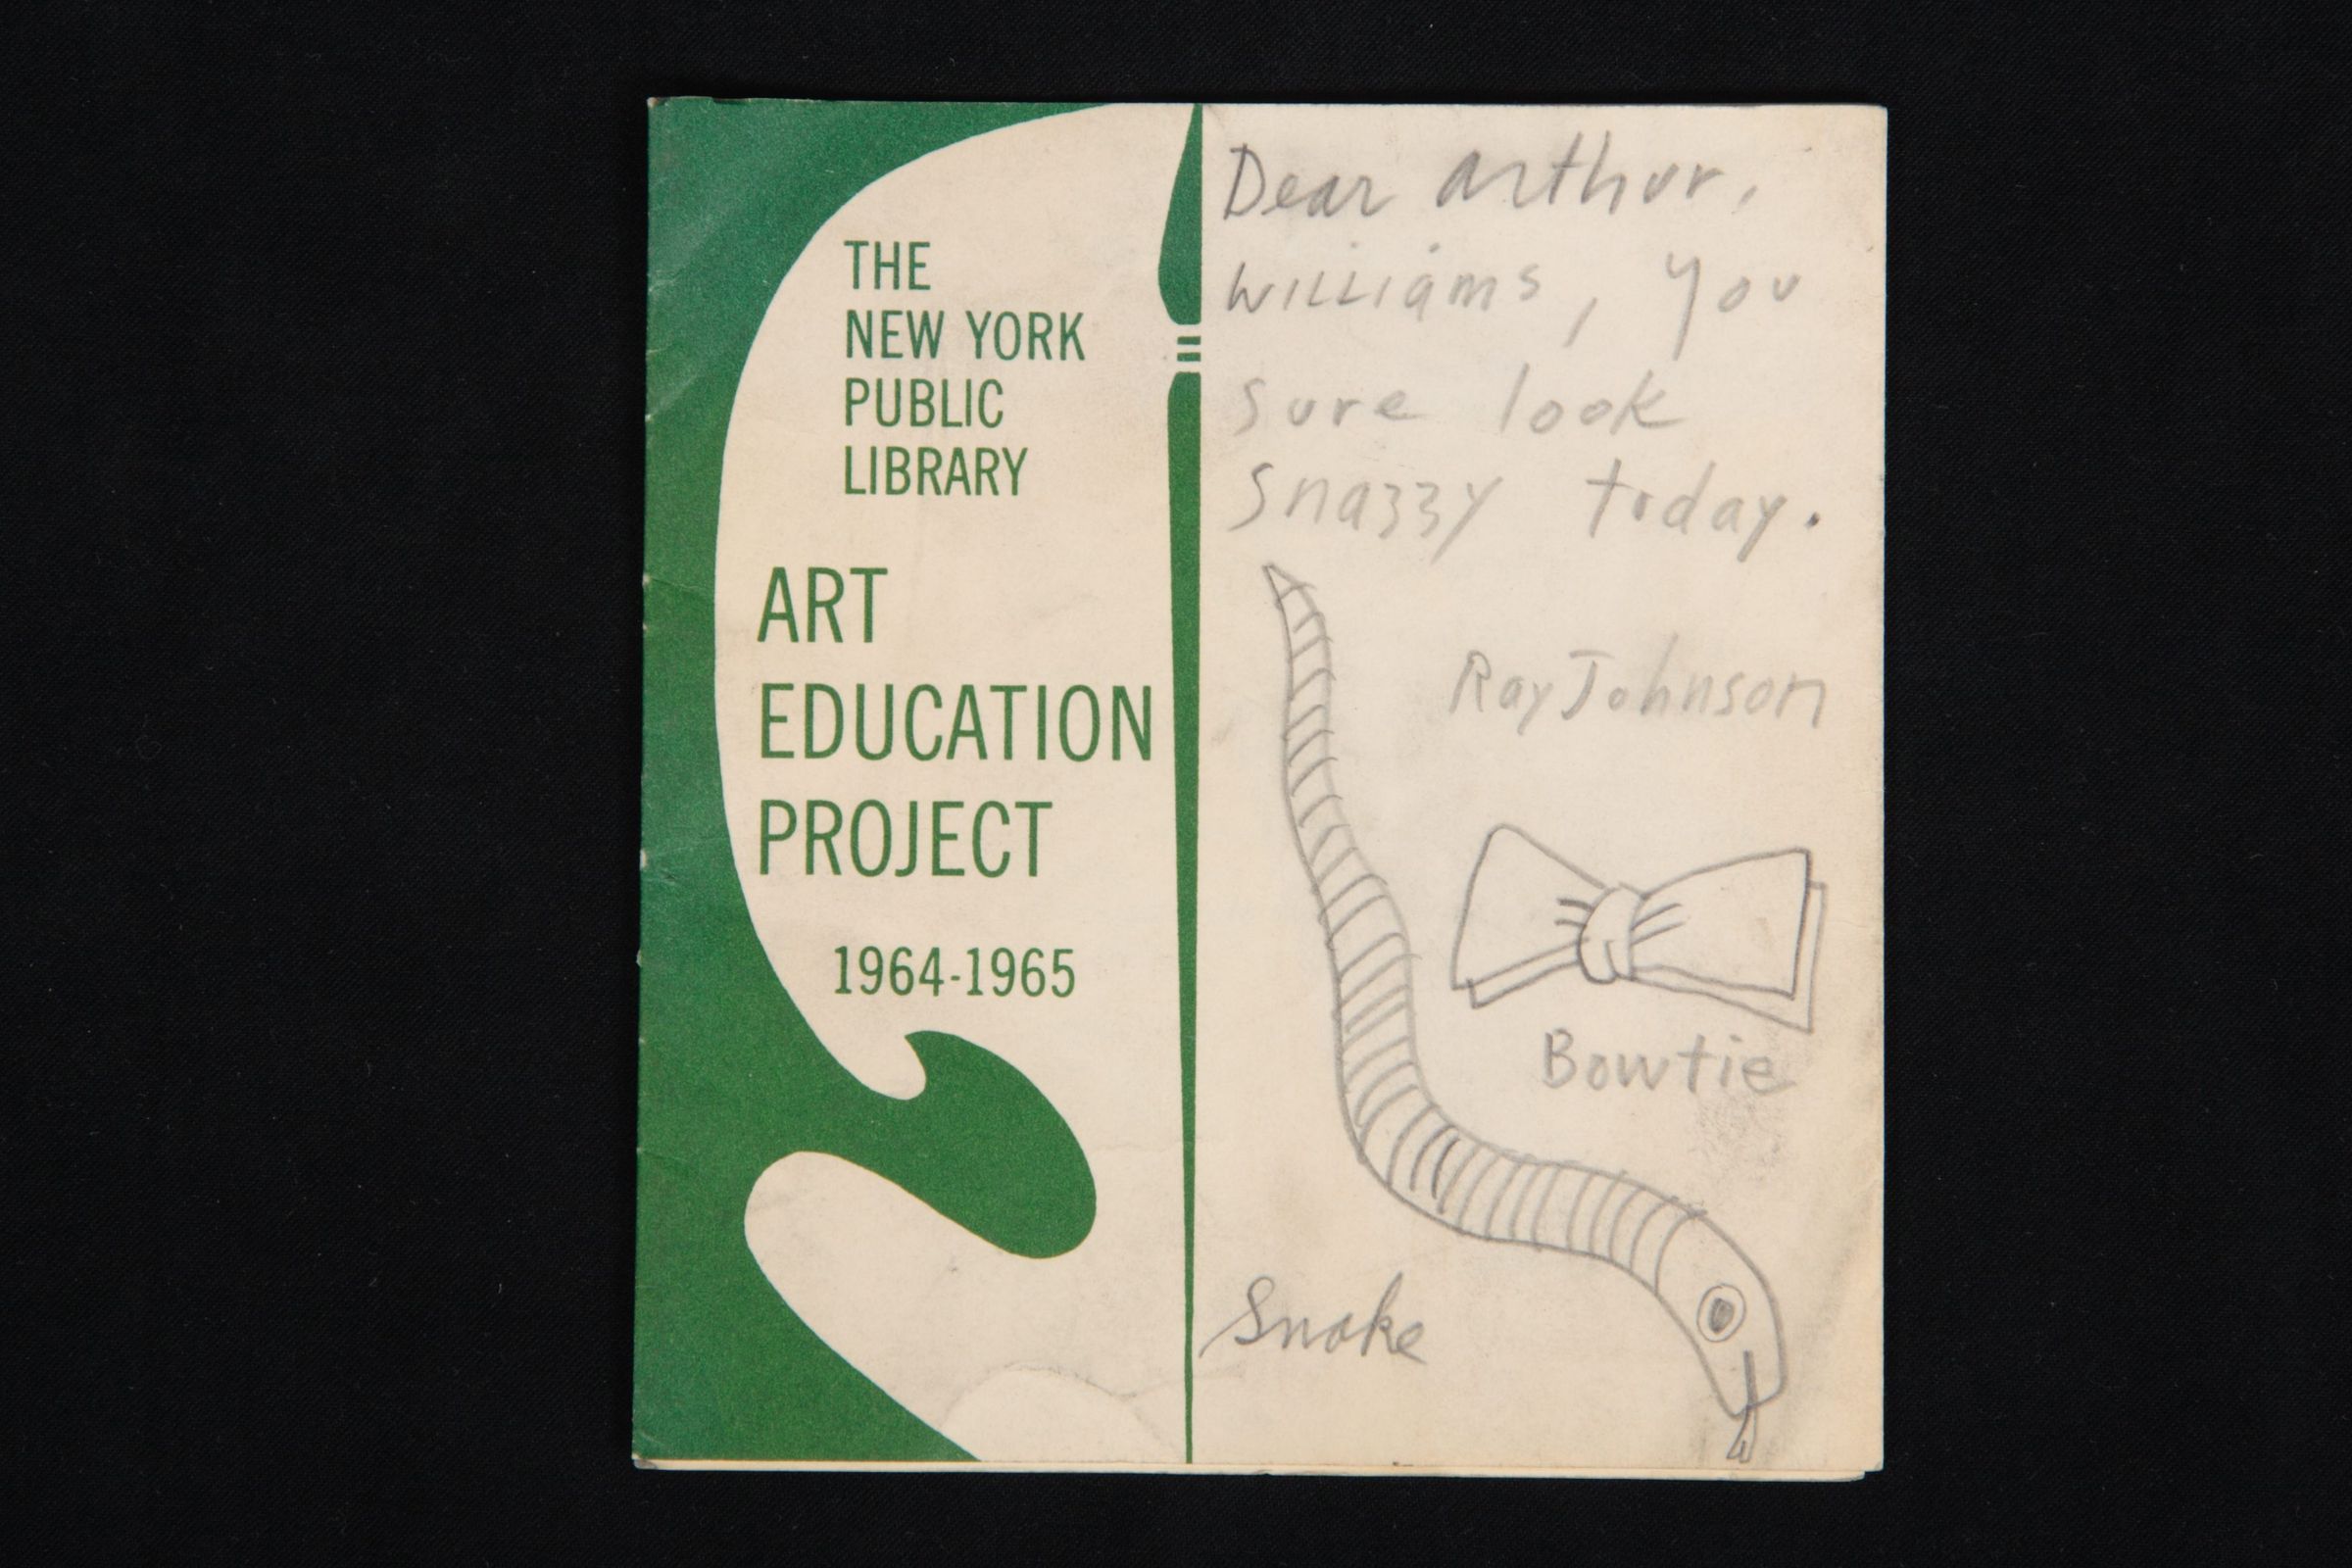 THE
NEW YORK
PUBLIC
LIBRARY
ART
EDUCATION
PROJECT
1964-1965
Dear arthur,
Williams, you
sure look
snazzy today.
Ray Johnson
Bowtie
Snake